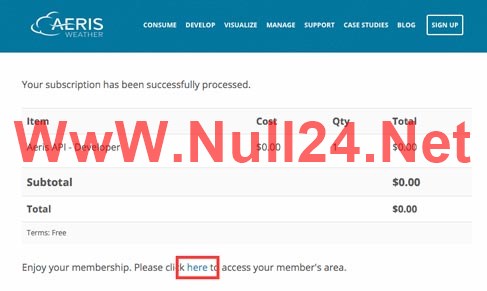 AERIS
WEATHER
CONSUME DEVELOP VISUALIZE MANAGE SUPPORT CASE STUDIES BLOG SIGN UP
Your subscription has been successfully processed.
WwW.Null24.Net
Item Cost Qty Total
Aeris API - Developer $0.00 1 $0.00
Subtotal $0.00
Total $0.00
Terms: Free
Enjoy your membership. Please click here to access your member's area.